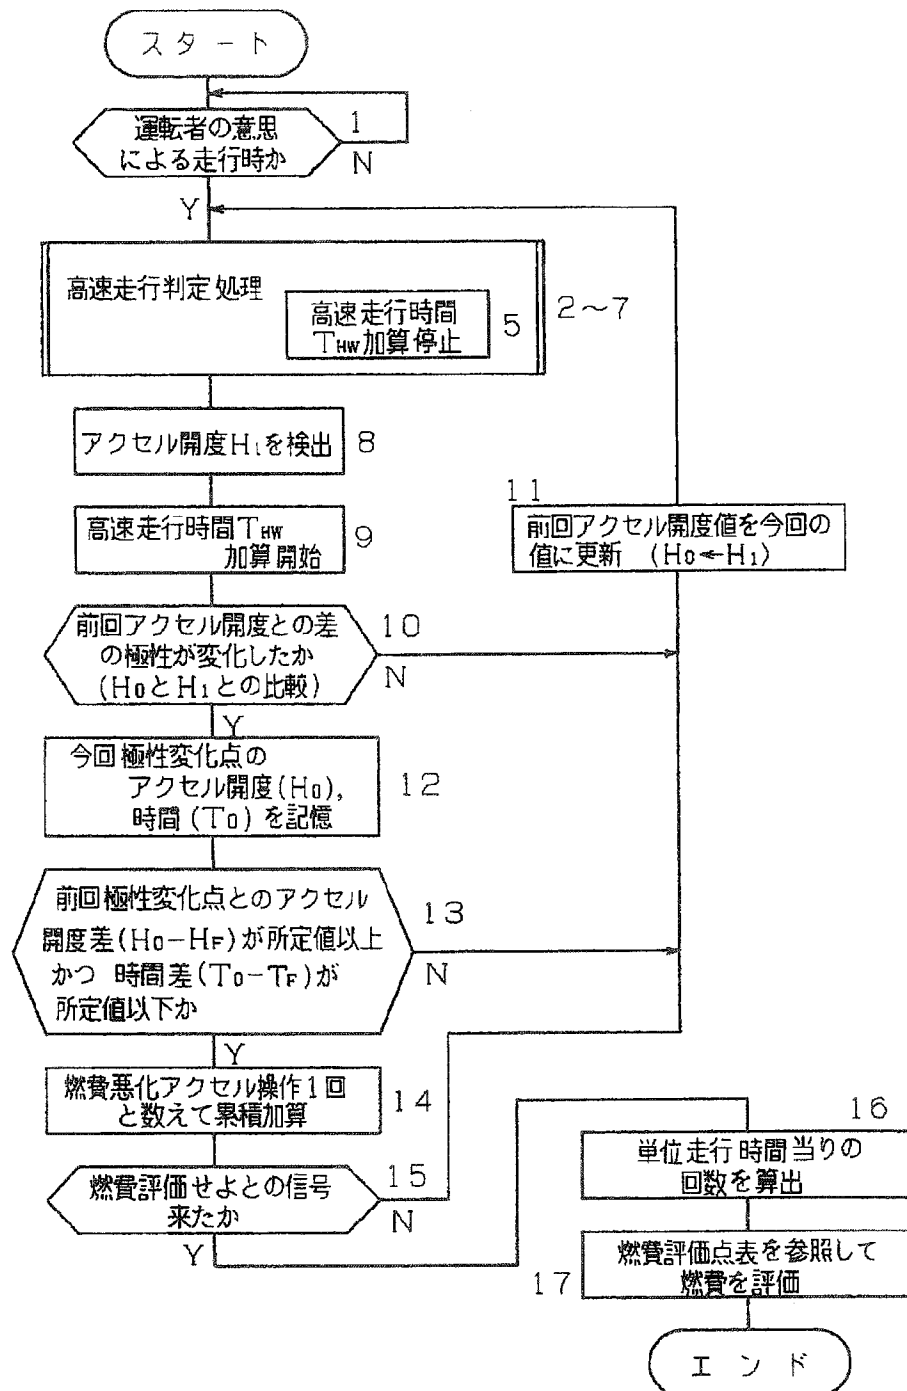 スタート
運転者の意思
による走行時か
1
N
Y
高速走行判定処理
高速走行時間
THW加算停止
5
2〜7
アクセル開度H1を検出
8
高速走行時間THW
加算開始
9
11
前回アクセル開度値を今回の
値に更新 (H0←H1)
前回アクセル開度との差
の極性が変化したか
(H0とH1との比較)
10
N
Y
今回極性変化点の
アクセル開度(H0),
時間(T0)を記憶
12
前回極性変化点とのアクセル
開度差(H0−HF)が所定値以上
かつ 時間差(T0−TF)が
所定値以下か
13
N
Y
燃費悪化アクセル操作1回
と数えて累積加算
14
燃費評価せよとの信号
来たか
15
N
Y
16
単位走行時間当りの
回数を算出
燃費評価点表を参照して
燃費を評価
17
エンド